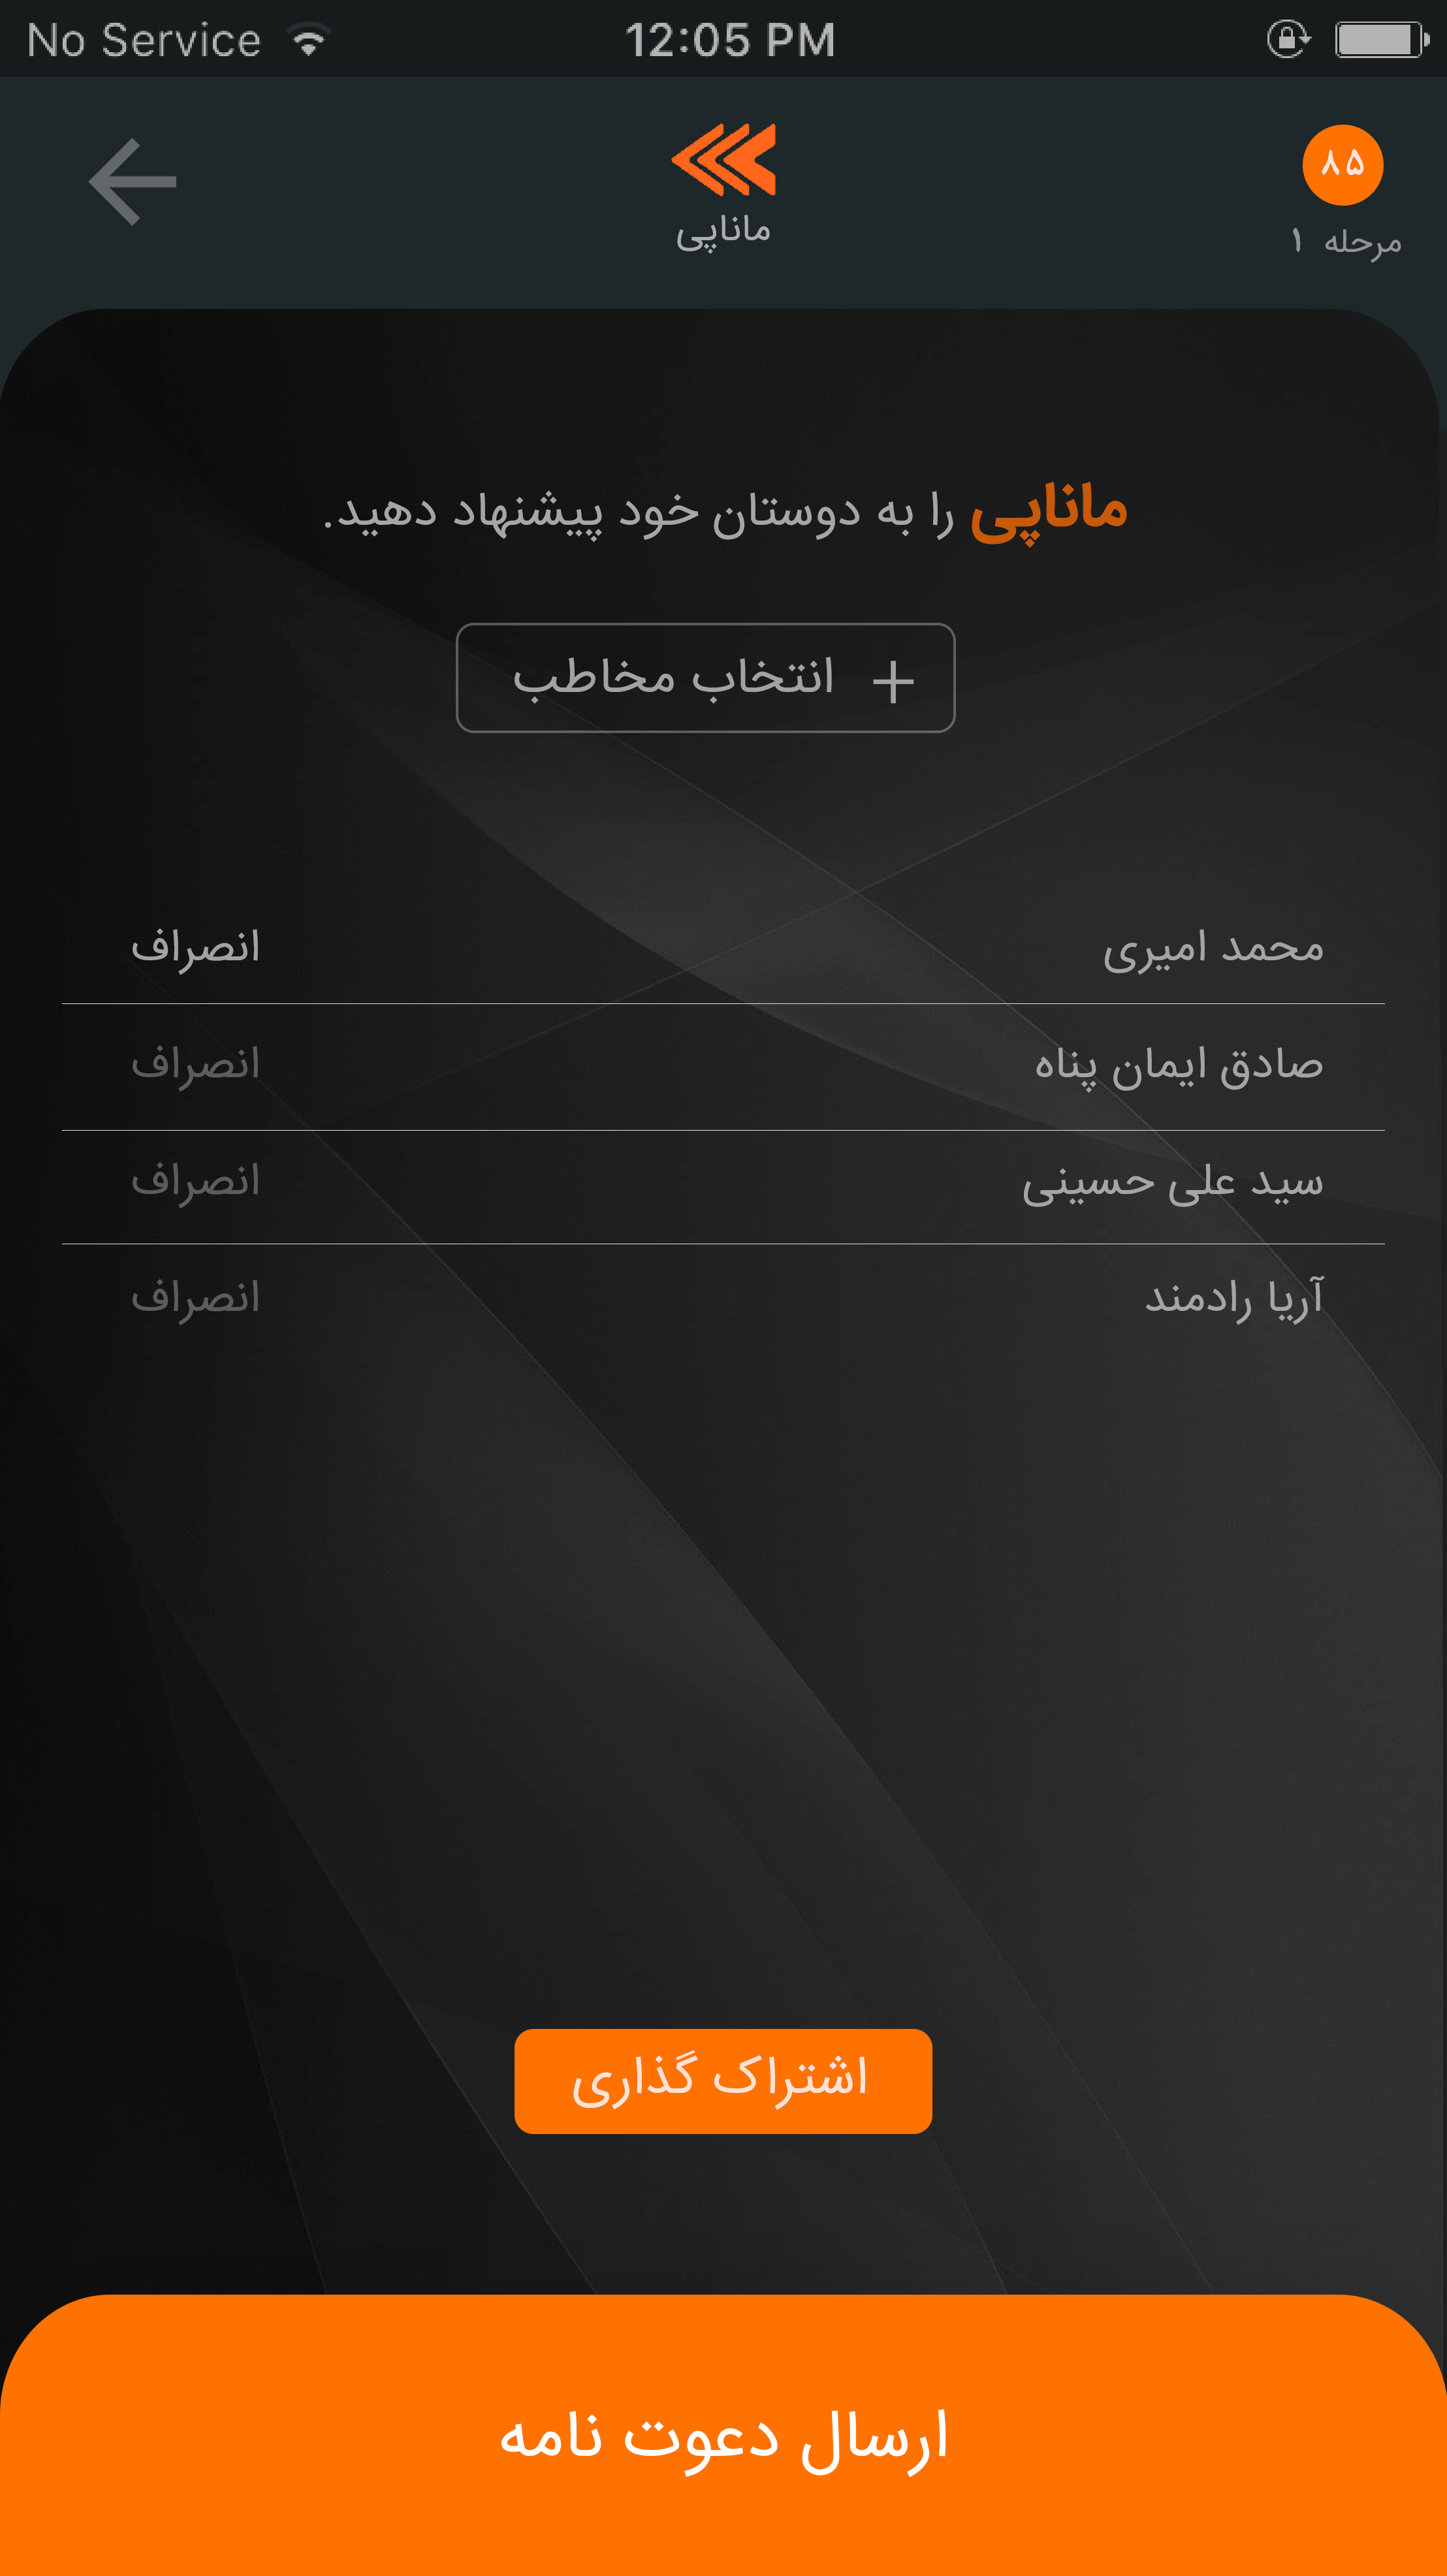 No Service 12:05 PM
۸۵
مرحله ۱
ماناپی
ماناپی را به دوستان خود پیشنهاد دهید.
+ انتخاب مخاطب
محمد امیری انصراف
صادق ایمان پناه انصراف
سید علی حسینی انصراف
آریا رادمند انصراف
اشتراک گذاری
ارسال دعوت نامه